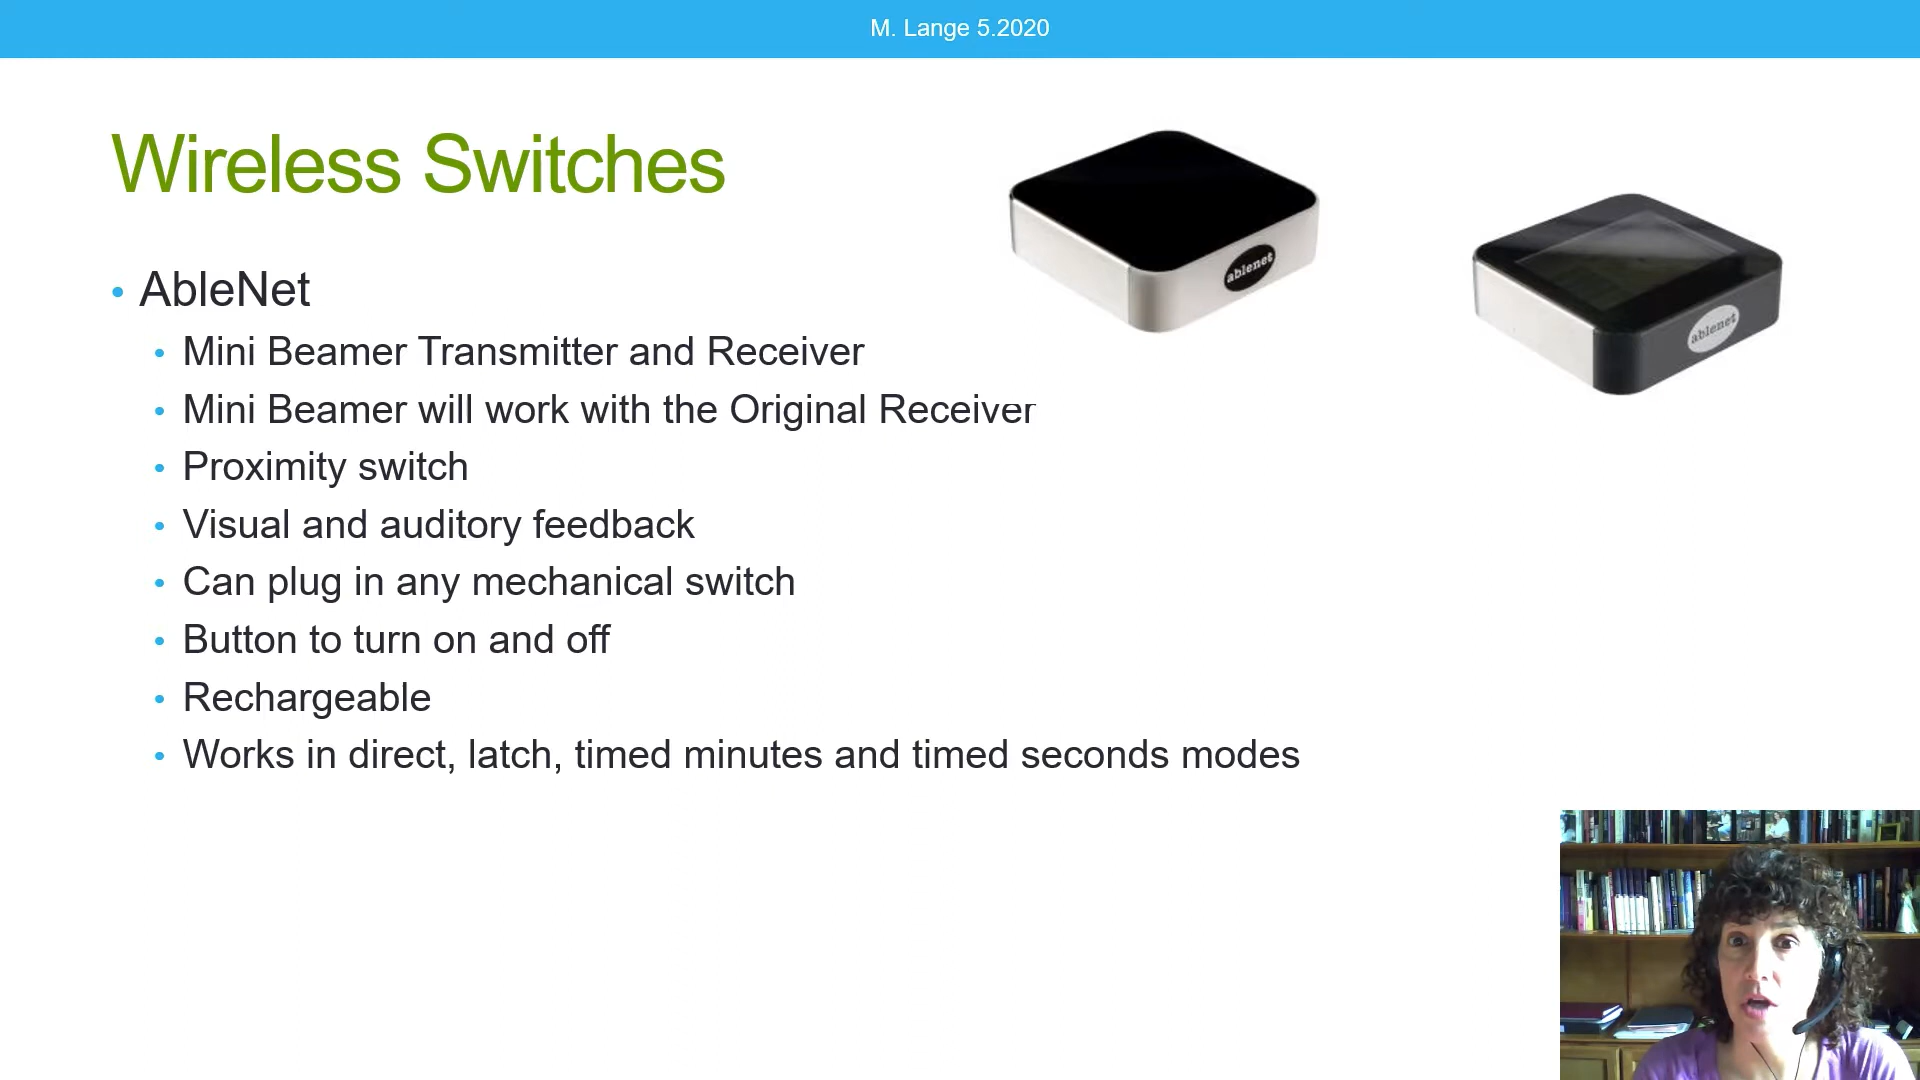 M. Lange 5.2020
Wireless Switches
• AbleNet
• Mini Beamer Transmitter and Receiver
• Mini Beamer will work with the Original Receiver
• Proximity switch
• Visual and auditory feedback
• Can plug in any mechanical switch
• Button to turn on and off
• Rechargeable
• Works in direct, latch, timed minutes and timed seconds modes
ablenet
ablenet